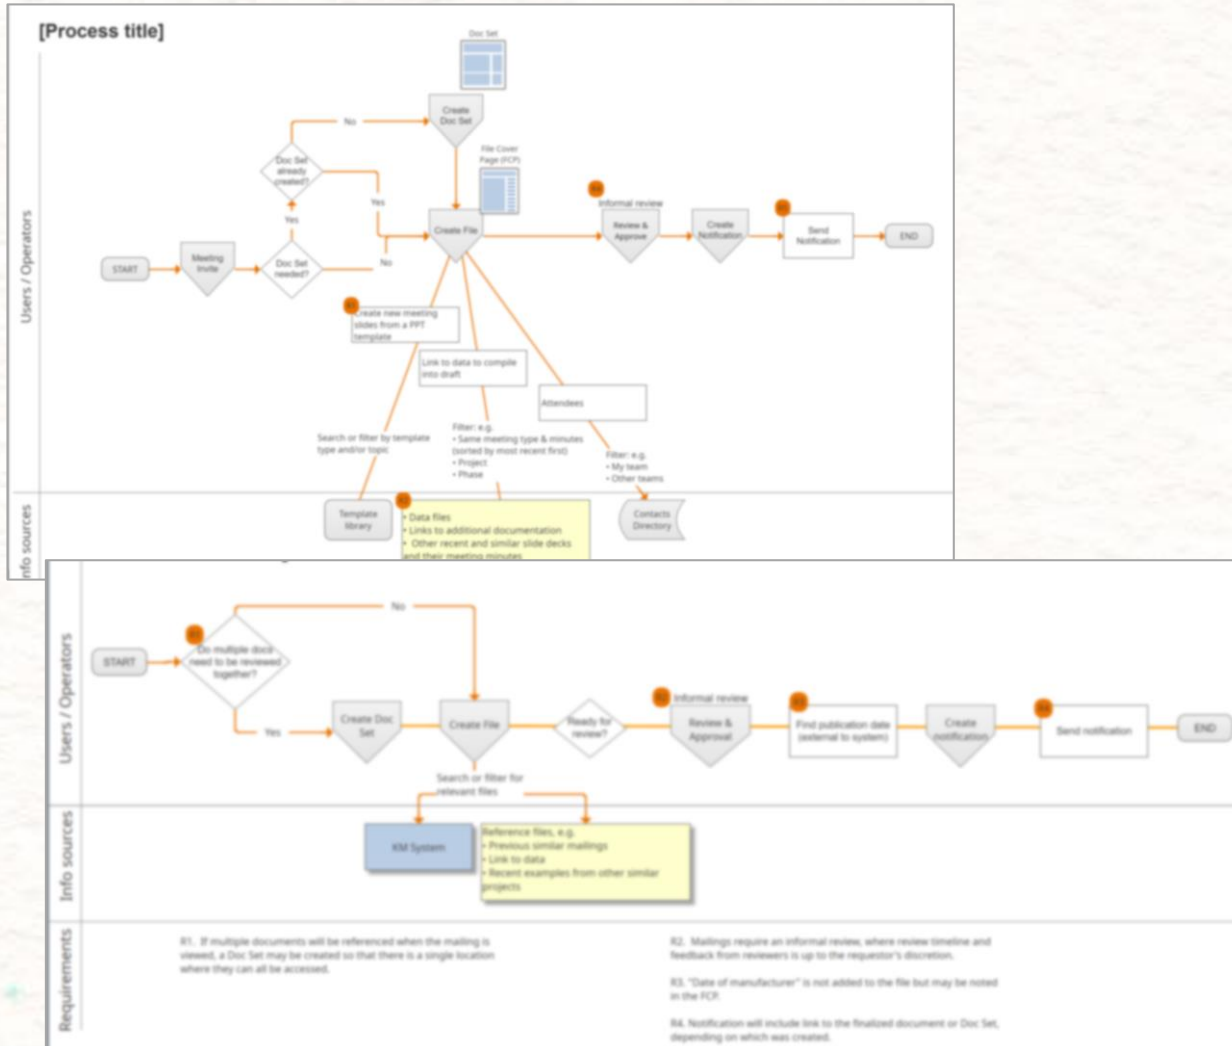 [Process title]
Doc Set
Create
Doc Set
No
File Cover
Page (FCP)
Doc Set
already
created?
Yes
Yes
Informal review
Create File
Review &
Approve
Create
Notification
Send
Notification
END
START
Meeting
Invite
Doc Set
needed?
No
Create new meeting
slides from a PPT
template
Link to data to compile
into draft
Attendees
Search or filter by template
type and/or topic
Filter: e.g.
• Same meeting type & minutes
(sorted by most recent first)
• Project
• Phase
Filter: e.g.
• My team
• Other teams
Users / Operators
Template
library
• Data files
• Links to additional documentation
• Other recent and similar slide decks
and their meeting minutes
Contacts
Directory
nfo sources
No
START
Do multiple docs
need to be reviewed
together?
Yes
Create Doc
Set
Create File
Ready for
review?
Informal review
Review &
Approval
Find publication date
(external to system)
Create
notification
Send notification
END
Search or filter for
relevant files
Users / Operators
KM System
Reference files, e.g.
• Previous similar mailings
• Link to data
• Recent examples from other similar
projects
Info sources
R1. If multiple documents will be referenced when the mailing is
viewed, a Doc Set may be created so that there is a single location
where they can all be accessed.
R2. Mailings require an informal review, where review timeline and
feedback from reviewers is up to the requestor's discretion.
R3. "Date of manufacturer" is not added to the file but may be noted
in the FCP.
R4. Notification will include link to the finalized document or Doc Set,
depending on which was created.
Requirements